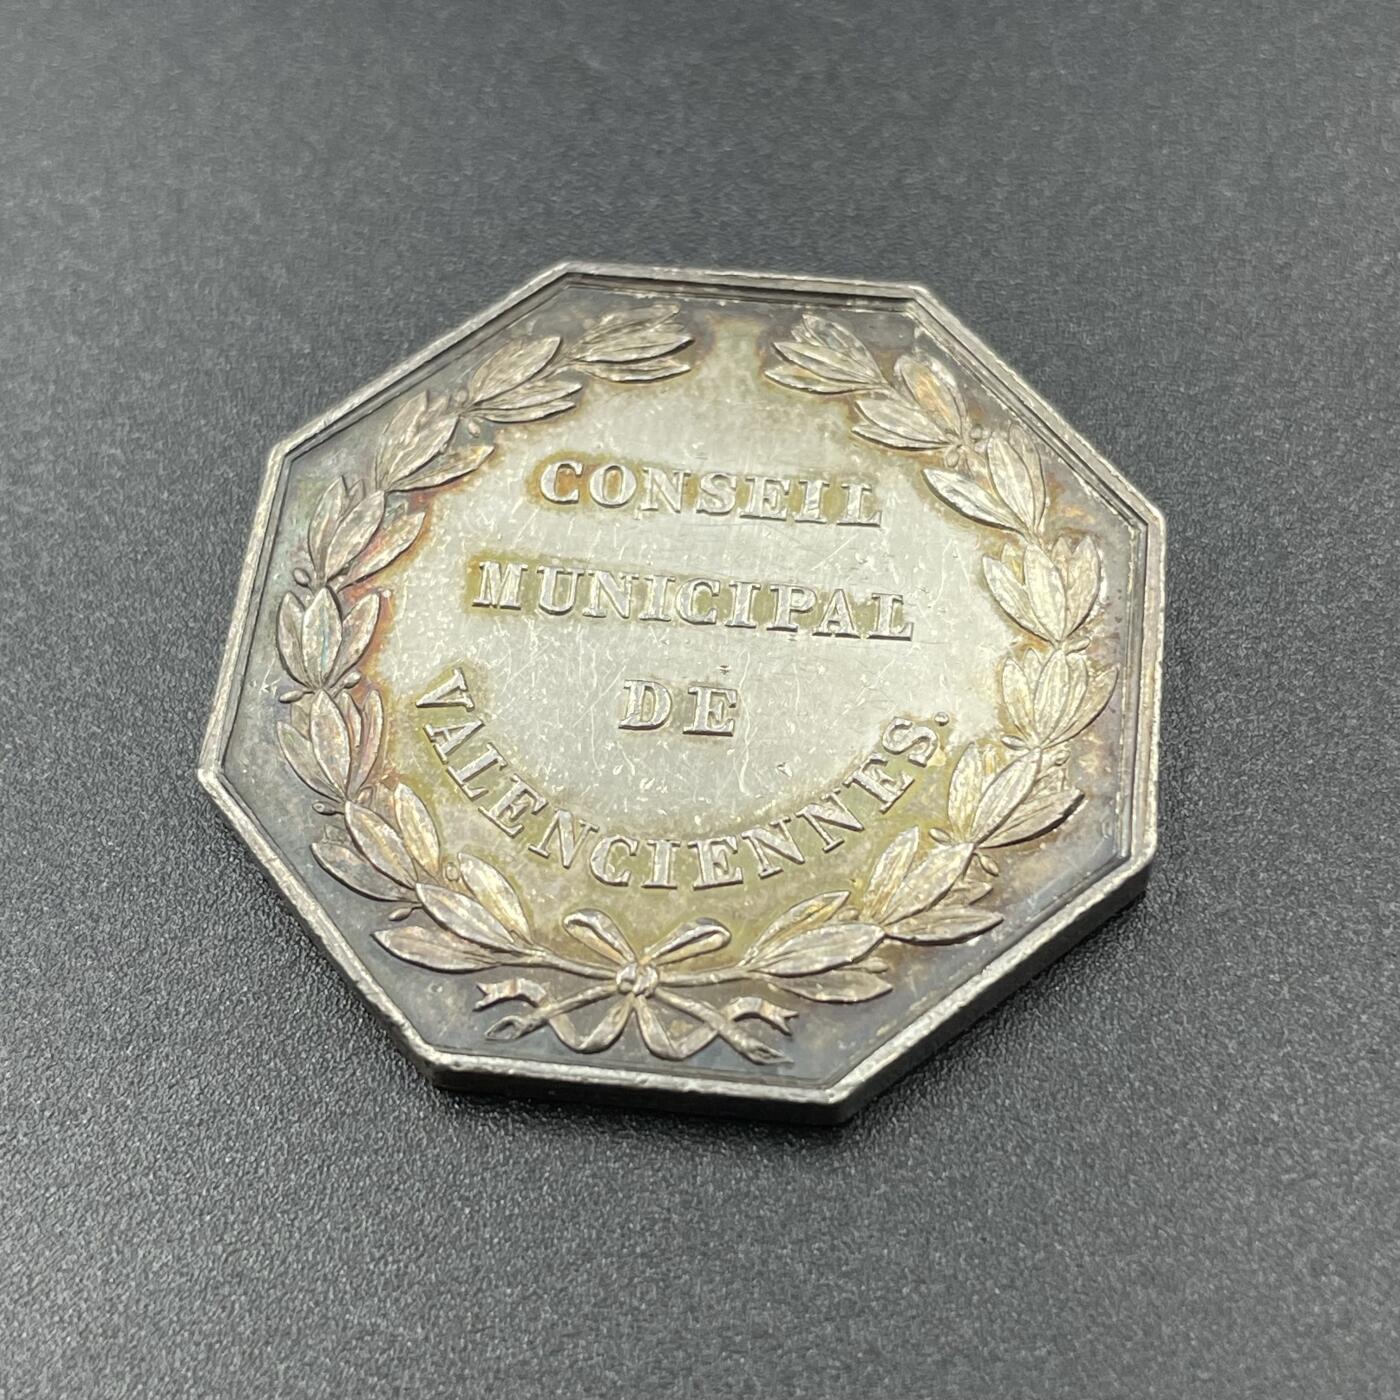 CONSEIL
MUNICIPAL
DE
VALENCIENNES.